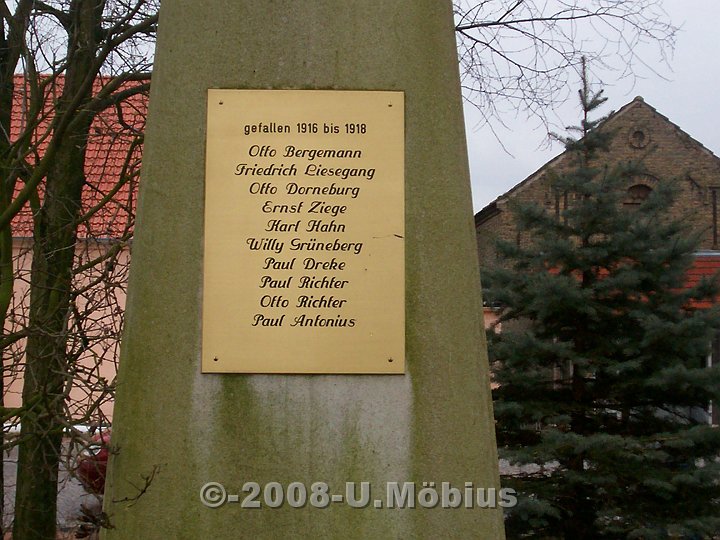 gefallen 1916 bis 1918
Otto Bergemann
Friedrich Liesegang
Otto Dorneburg
Ernst Ziege
Karl Hahn
Willy Grüneberg
Paul Dreke
Paul Richter
Otto Richter
Paul Antonius
©-2008-U.Möbius